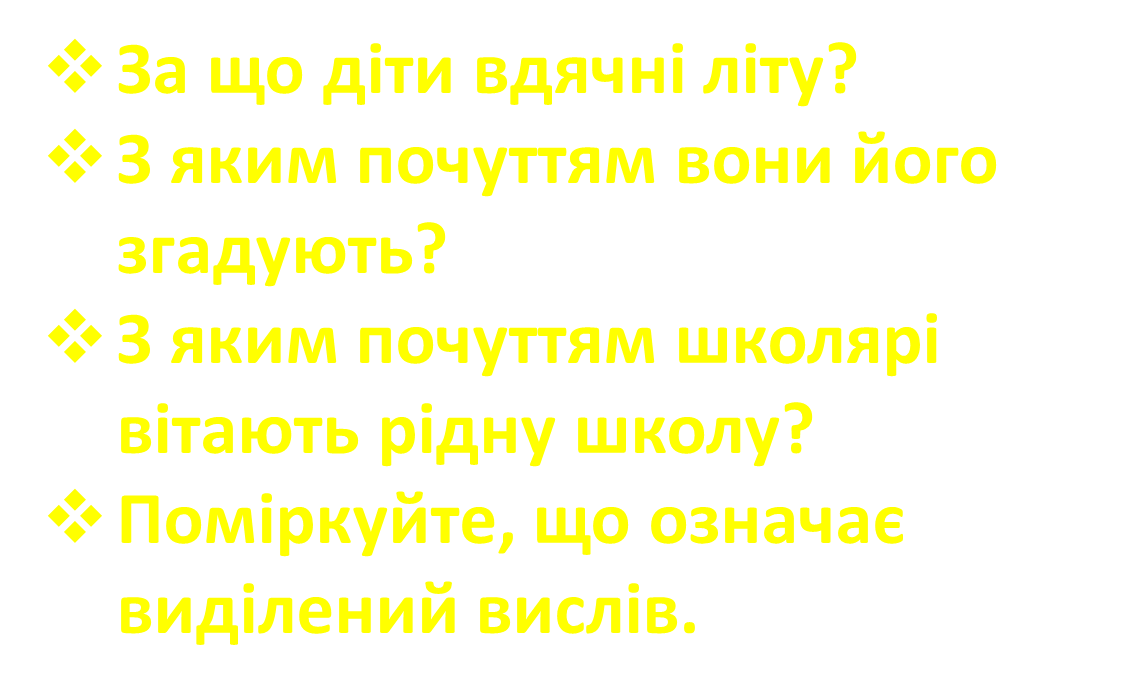 ❖ За що діти вдячні літу?
❖ З яким почуттям вони його
згадують?
❖ З яким почуттям школярі
вітають рідну школу?
❖ Поміркуйте, що означає
виділений вислів.